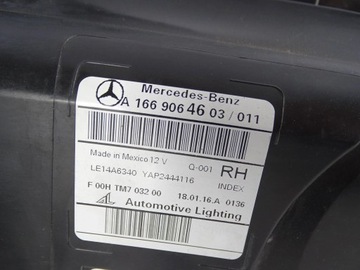 Mercedes-Benz
A 166 906 46 03 / 011
Made in Mexico 12 V Q-001 RH
LE14A6340 YAP2444116 INDEX
F 00H TM7 032 00 18.01.16.A 0136
AL Automotive Lighting